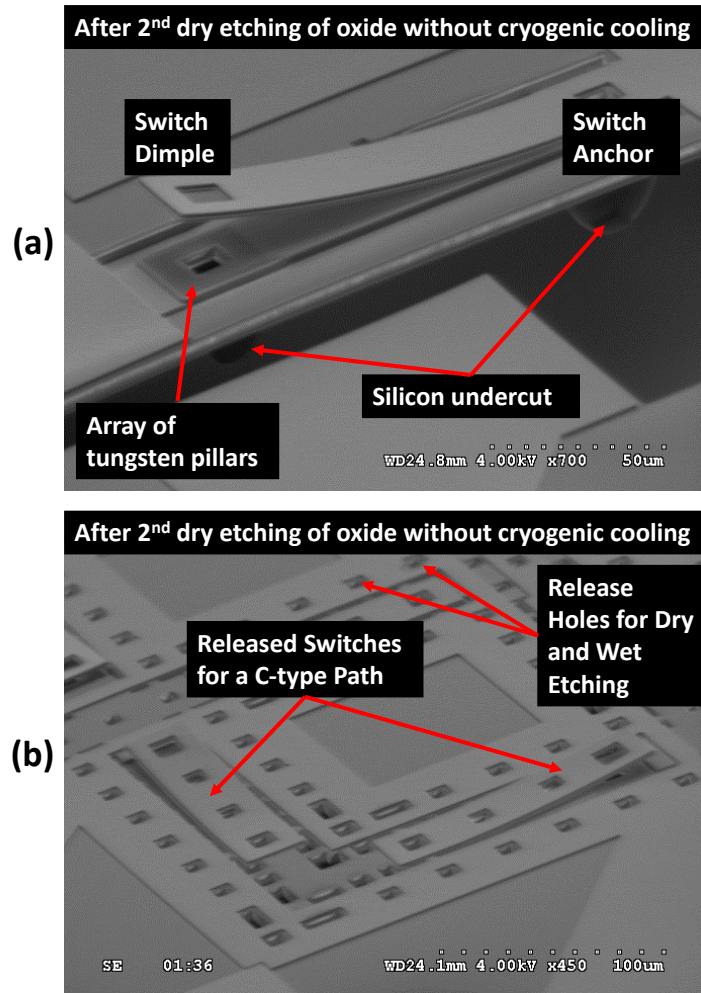 After 2nd dry etching of oxide without cryogenic cooling
Switch
Dimple
Switch
Anchor
(a)
Silicon undercut
Array of
tungsten pillars
WD24.8mm 4.00kV x700 50um
After 2nd dry etching of oxide without cryogenic cooling
Release
Holes for Dry
and Wet
Etching
Released Switches
for a C-type Path
(b)
SE 01:36 WD24.1mm 4.00kV x450 100um